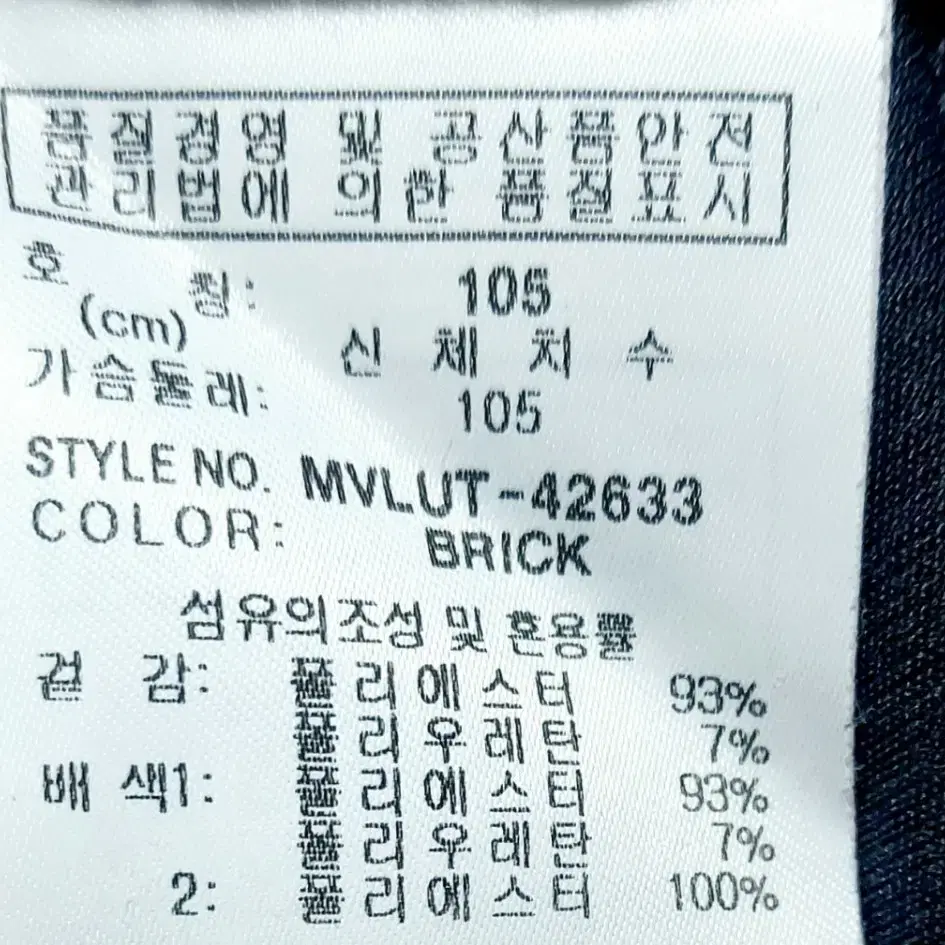 품질경영 및 공산품안전
관리법에 의한 품질표시
호 칭: 105
(cm) 신체치수
가슴둘레: 105
STYLE NO. MVLUT-42633
COLOR: BRICK
섬유의조성 및 혼용률
겉 감: 폴리에스터 93%
폴리우레탄 7%
배 색1: 폴리에스터 93%
폴리우레탄 7%
2: 폴리에스터 100%